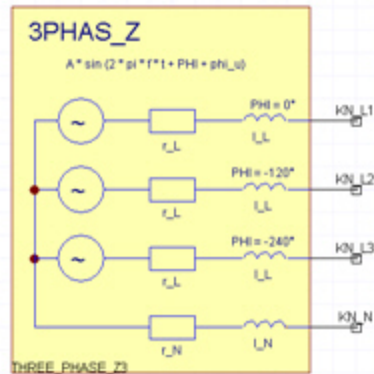 3PHAS_Z
A*sin (2*pi*f*t + PHI + phi_u)
PHI = 0°
KN_L1
~
r_L
l_L
PHI = -120°
KN_L2
~
r_L
l_L
PHI = -240°
KN_L3
~
r_L
l_L
KN_N
r_N
l_N
THREE_PHASE_Z3